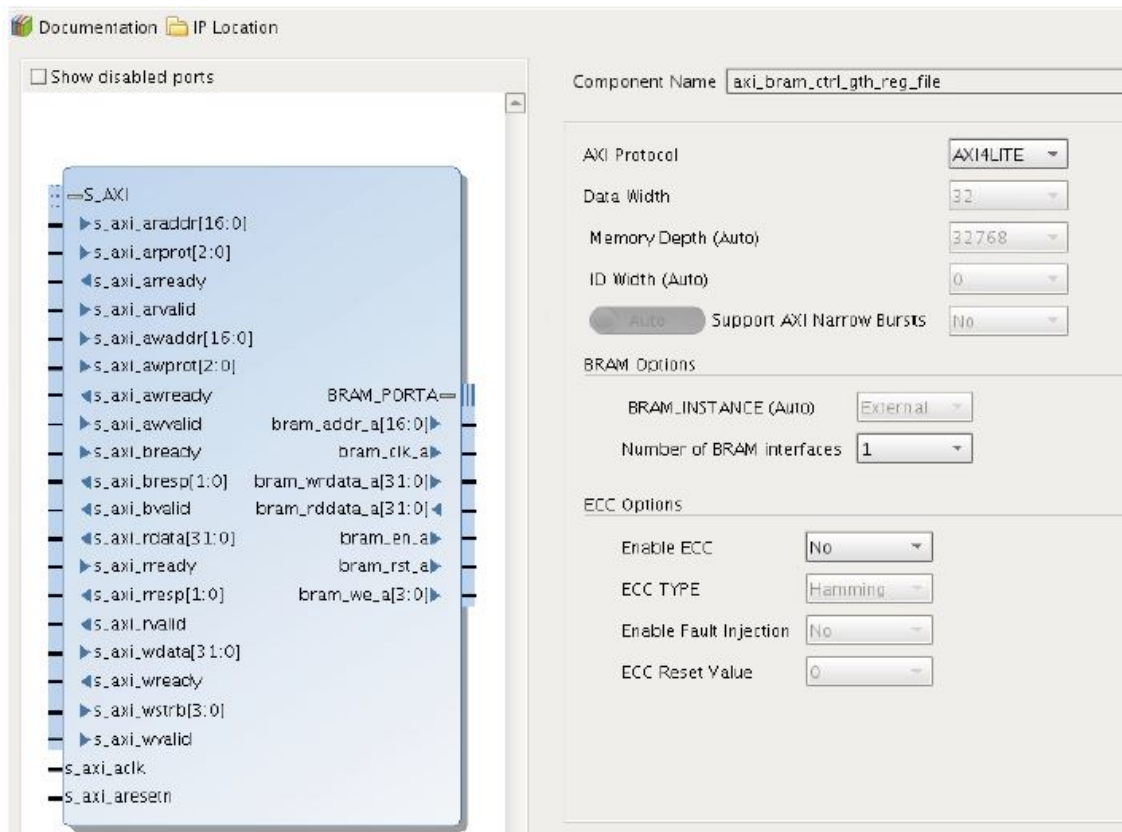 Documentation IP Location
Show disabled ports
Component Name axi_bram_ctrl_gth_reg_file
S_AXI
s_axi_araddr[16:0]
s_axi_arprot[2:0]
s_axi_arready
s_axi_arvalid
s_axi_awaddr[16:0]
s_axi_awprot[2:0]
s_axi_awready
s_axi_awvalid
s_axi_bready
s_axi_bresp[1:0]
s_axi_bvalid
s_axi_rdata[31:0]
s_axi_rready
s_axi_rresp[1:0]
s_axi_rvalid
s_axi_wdata[31:0]
s_axi_wready
s_axi_wstrb[3:0]
s_axi_wvalid
s_axi_aclk
s_axi_aresetn
BRAM_PORTA
bram_addr_a[16:0]
bram_clk_a
bram_wrdata_a[31:0]
bram_rddata_a[31:0]
bram_en_a
bram_rst_a
bram_we_a[3:0]
AXI Protocol AXI4LITE
Data Width 32
Memory Depth (Auto) 32768
ID Width (Auto) 0
Auto Support AXI Narrow Bursts No
BRAM Options
BRAM_INSTANCE (Auto) External
Number of BRAM interfaces 1
ECC Options
Enable ECC No
ECC TYPE Hamming
Enable Fault Injection No
ECC Reset Value 0